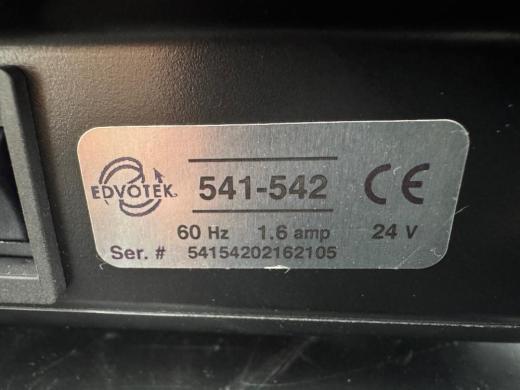 EDVOTEK.
541-542
CE
60 Hz 1.6 amp 24 V
Ser. # 54154202162105